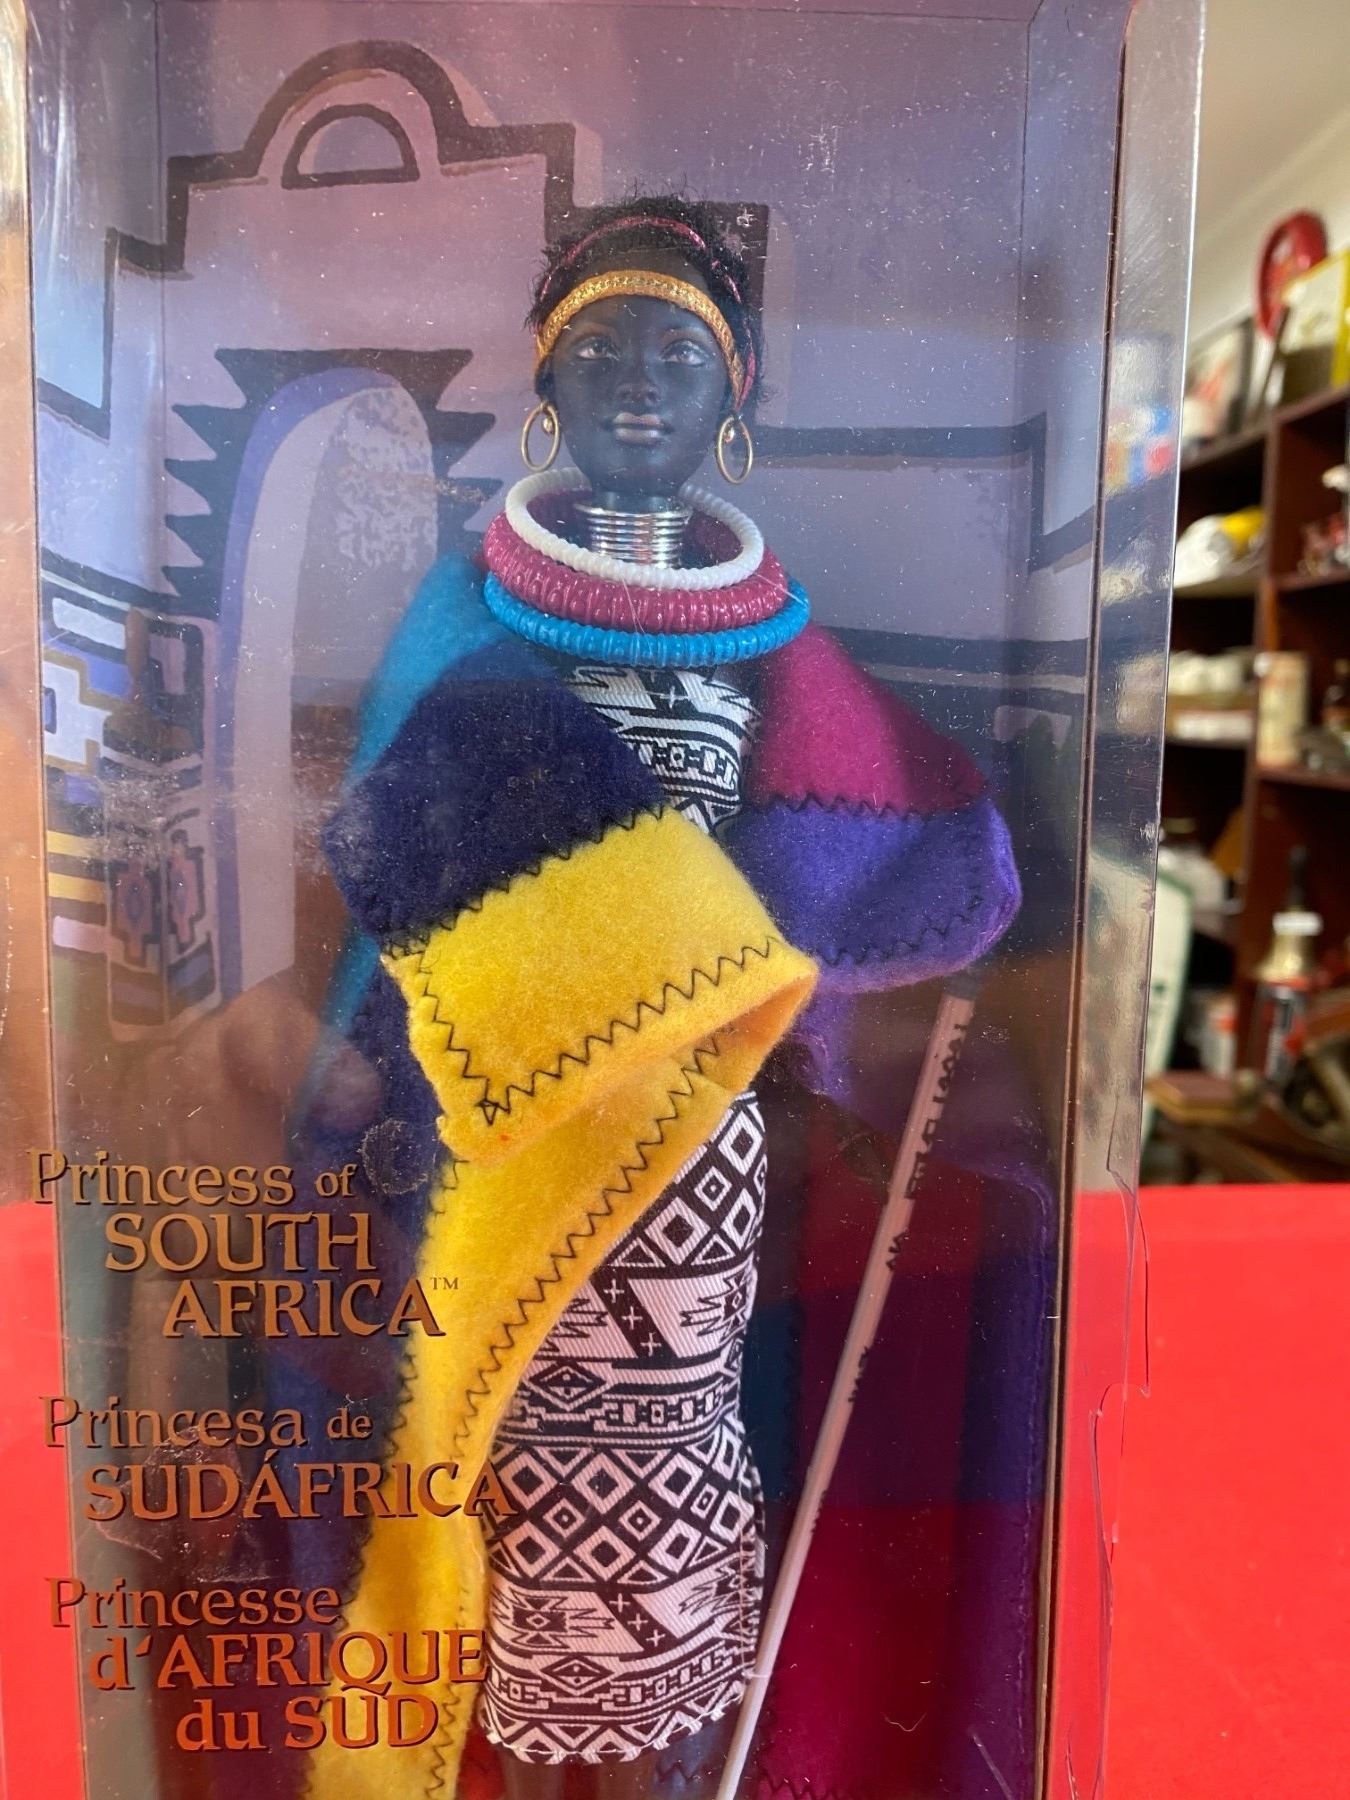 Princess of
SOUTH
AFRICA™
Princesa de
SUDÁFRICA
Princesse
d'AFRIQUE
du SUD